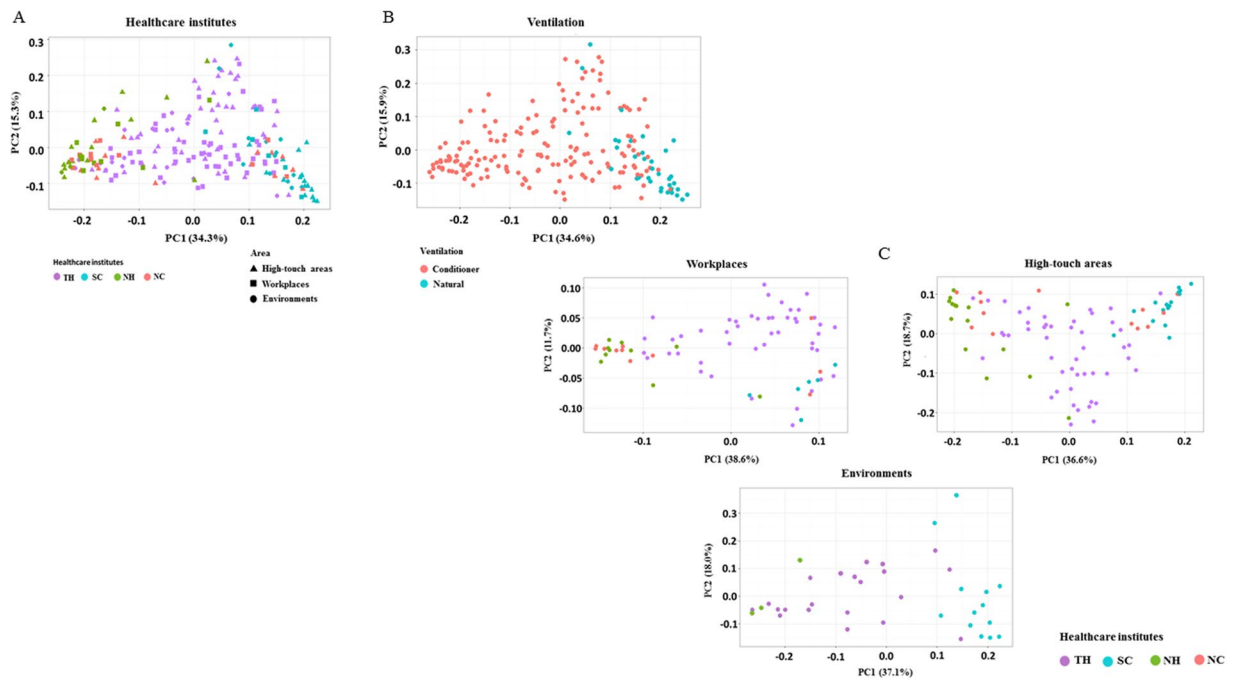 A
Healthcare institutes
0.3
0.2
0.1
0.0
-0.1
PC2 (15.3%)
-0.2 -0.1 0.0 0.1 0.2
PC1 (34.3%)
Healthcare institutes
TH SC NH NC
Area
High-touch areas
Workplaces
Environments
B
Ventilation
0.3
0.2
0.1
0.0
-0.1
PC2 (15.9%)
-0.2 -0.1 0.0 0.1 0.2
PC1 (34.6%)
Ventilation
Conditioner
Natural
Workplaces
0.10
0.05
0.00
-0.05
-0.10
PC2 (11.7%)
-0.1 0.0 0.1
PC1 (38.6%)
C
High-touch areas
0.1
0.0
-0.1
-0.2
PC2 (18.7%)
-0.2 -0.1 0.0 0.1 0.2
PC1 (36.6%)
Environments
0.3
0.2
0.1
0.0
0.1
PC2 (18.0%)
-0.2 -0.1 0.0 0.1 0.2
PC1 (37.1%)
Healthcare institutes
TH SC NH NC